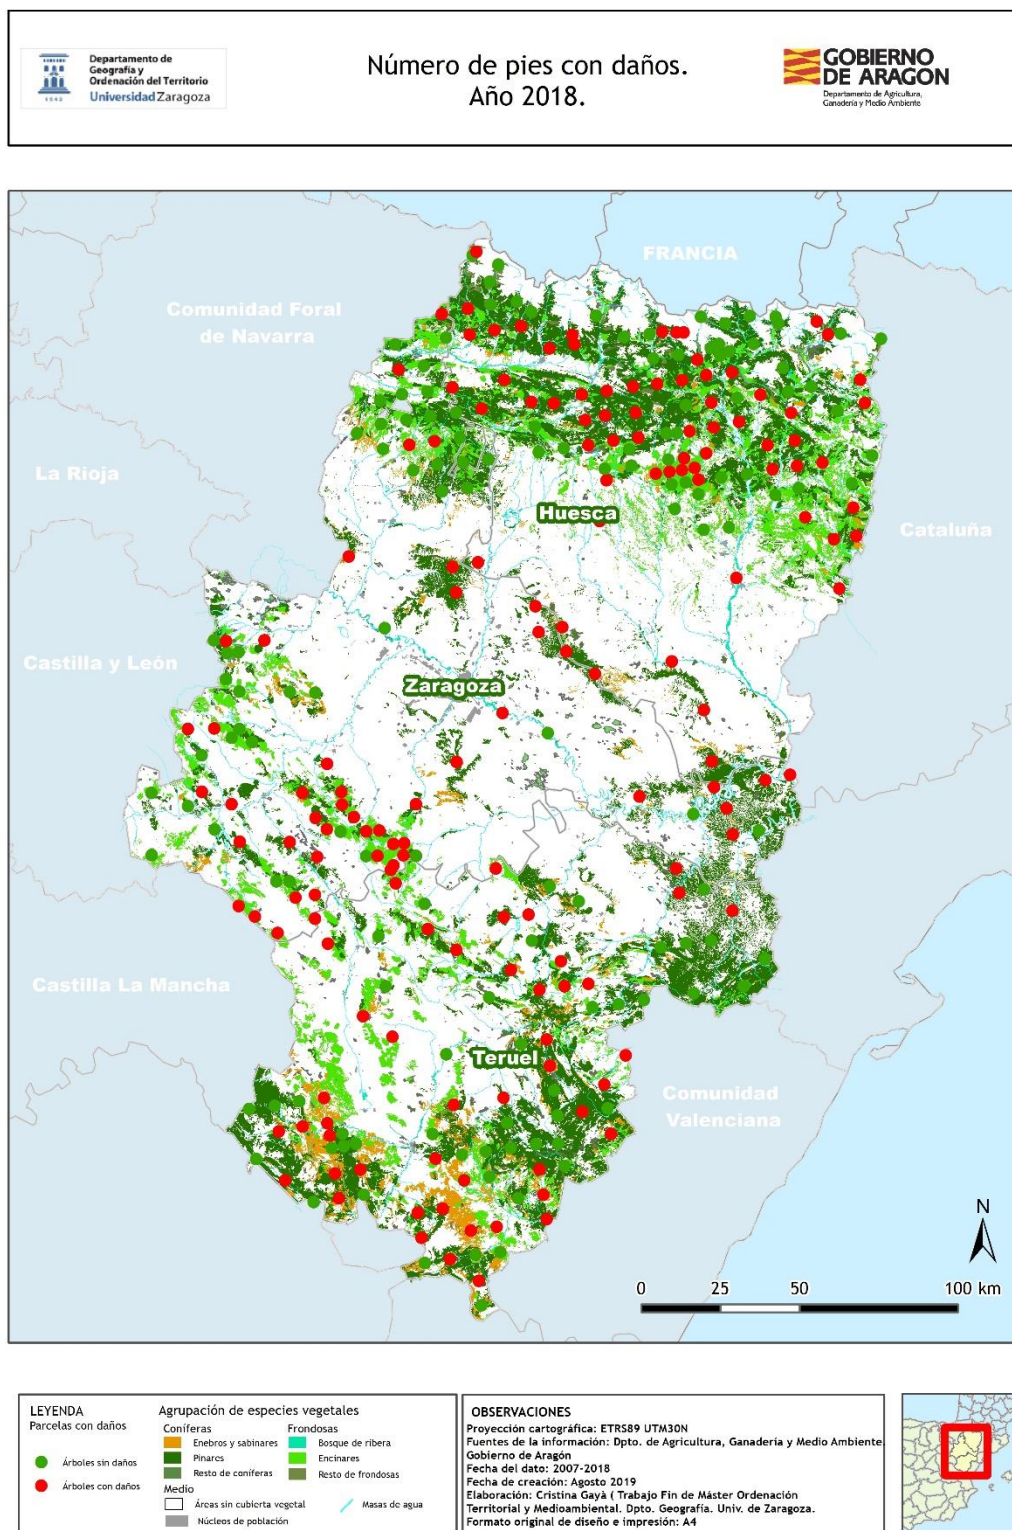 Departamento de
Geografía y
Ordenación del Territorio
Universidad Zaragoza
1542
Número de pies con daños.
Año 2018.
GOBIERNO
DE ARAGON
Departamento de Agricultura,
Ganadería y Medio Ambiente
FRANCIA
Comunidad Foral
de Navarra
La Rioja
Huesca
Cataluña
Castilla y León
Zaragoza
Castilla La Mancha
Teruel
Comunidad
Valenciana
N
0 25 50 100 km
LEYENDA
Parcelas con daños
Árboles sin daños
Árboles con daños
Agrupación de especies vegetales
Coníferas
Enebros y sabinares
Pinares
Resto de coníferas
Frondosas
Bosque de ribera
Encinares
Resto de frondosas
Medio
Áreas sin cubierta vegetal
Masas de agua
Núcleos de población
OBSERVACIONES
Proyección cartográfica: ETRS89 UTM30N
Fuentes de la información: Dpto. de Agricultura, Ganadería y Medio Ambiente.
Gobierno de Aragón
Fecha del dato: 2007-2018
Fecha de creación: Agosto 2019
Elaboración: Cristina Gayà ( Trabajo Fin de Máster Ordenación
Territorial y Medioambiental. Dpto. Geografía. Univ. de Zaragoza.
Formato original de diseño e impresión: A4